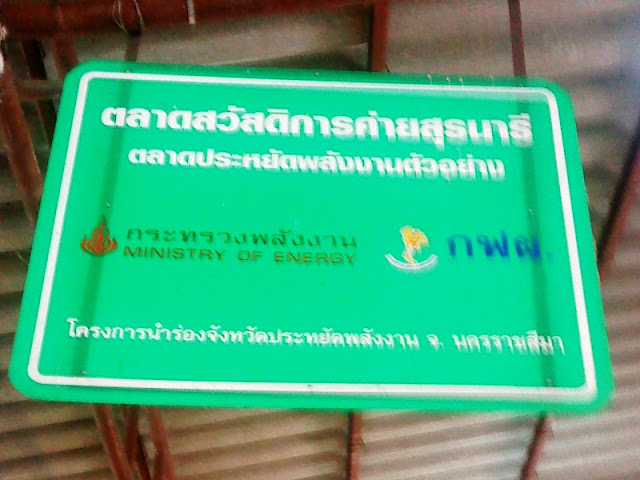 ตลาดสวัสดิการค่ายสุรนารี
ตลาดประหยัดพลังงานตัวอย่าง
กระทรวงพลังงาน
MINISTRY OF ENERGY
กฟผ.
โครงการนำร่องจังหวัดประหยัดพลังงาน จ. นครราชสีมา